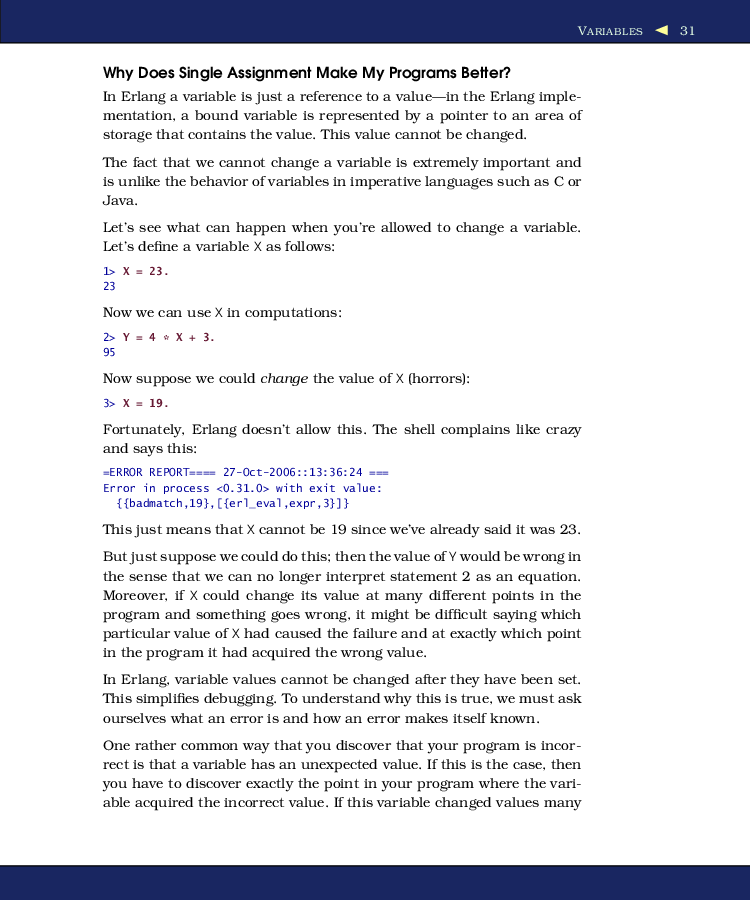 VARIABLES ◀ 31
Why Does Single Assignment Make My Programs Better?
In Erlang a variable is just a reference to a value—in the Erlang imple-
mentation, a bound variable is represented by a pointer to an area of
storage that contains the value. This value cannot be changed.
The fact that we cannot change a variable is extremely important and
is unlike the behavior of variables in imperative languages such as C or
Java.
Let's see what can happen when you're allowed to change a variable.
Let's define a variable X as follows:
1> X = 23.
23
Now we can use X in computations:
2> Y = 4 * X + 3.
95
Now suppose we could change the value of X (horrors):
3> X = 19.
Fortunately, Erlang doesn't allow this. The shell complains like crazy
and says this:
=ERROR REPORT==== 27-Oct-2006::13:36:24 ===
Error in process <0.31.0> with exit value:
{{badmatch,19},[{erl_eval,expr,3}]}
This just means that X cannot be 19 since we've already said it was 23.
But just suppose we could do this; then the value of Y would be wrong in
the sense that we can no longer interpret statement 2 as an equation.
Moreover, if X could change its value at many different points in the
program and something goes wrong, it might be difficult saying which
particular value of X had caused the failure and at exactly which point
in the program it had acquired the wrong value.
In Erlang, variable values cannot be changed after they have been set.
This simplifies debugging. To understand why this is true, we must ask
ourselves what an error is and how an error makes itself known.
One rather common way that you discover that your program is incor-
rect is that a variable has an unexpected value. If this is the case, then
you have to discover exactly the point in your program where the vari-
able acquired the incorrect value. If this variable changed values many